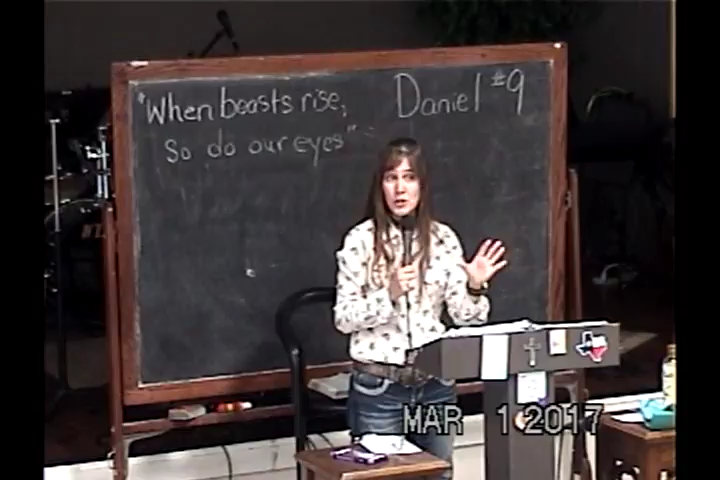 "When beasts rise,
So do our eyes"
Daniel #9
MAR 1 2017